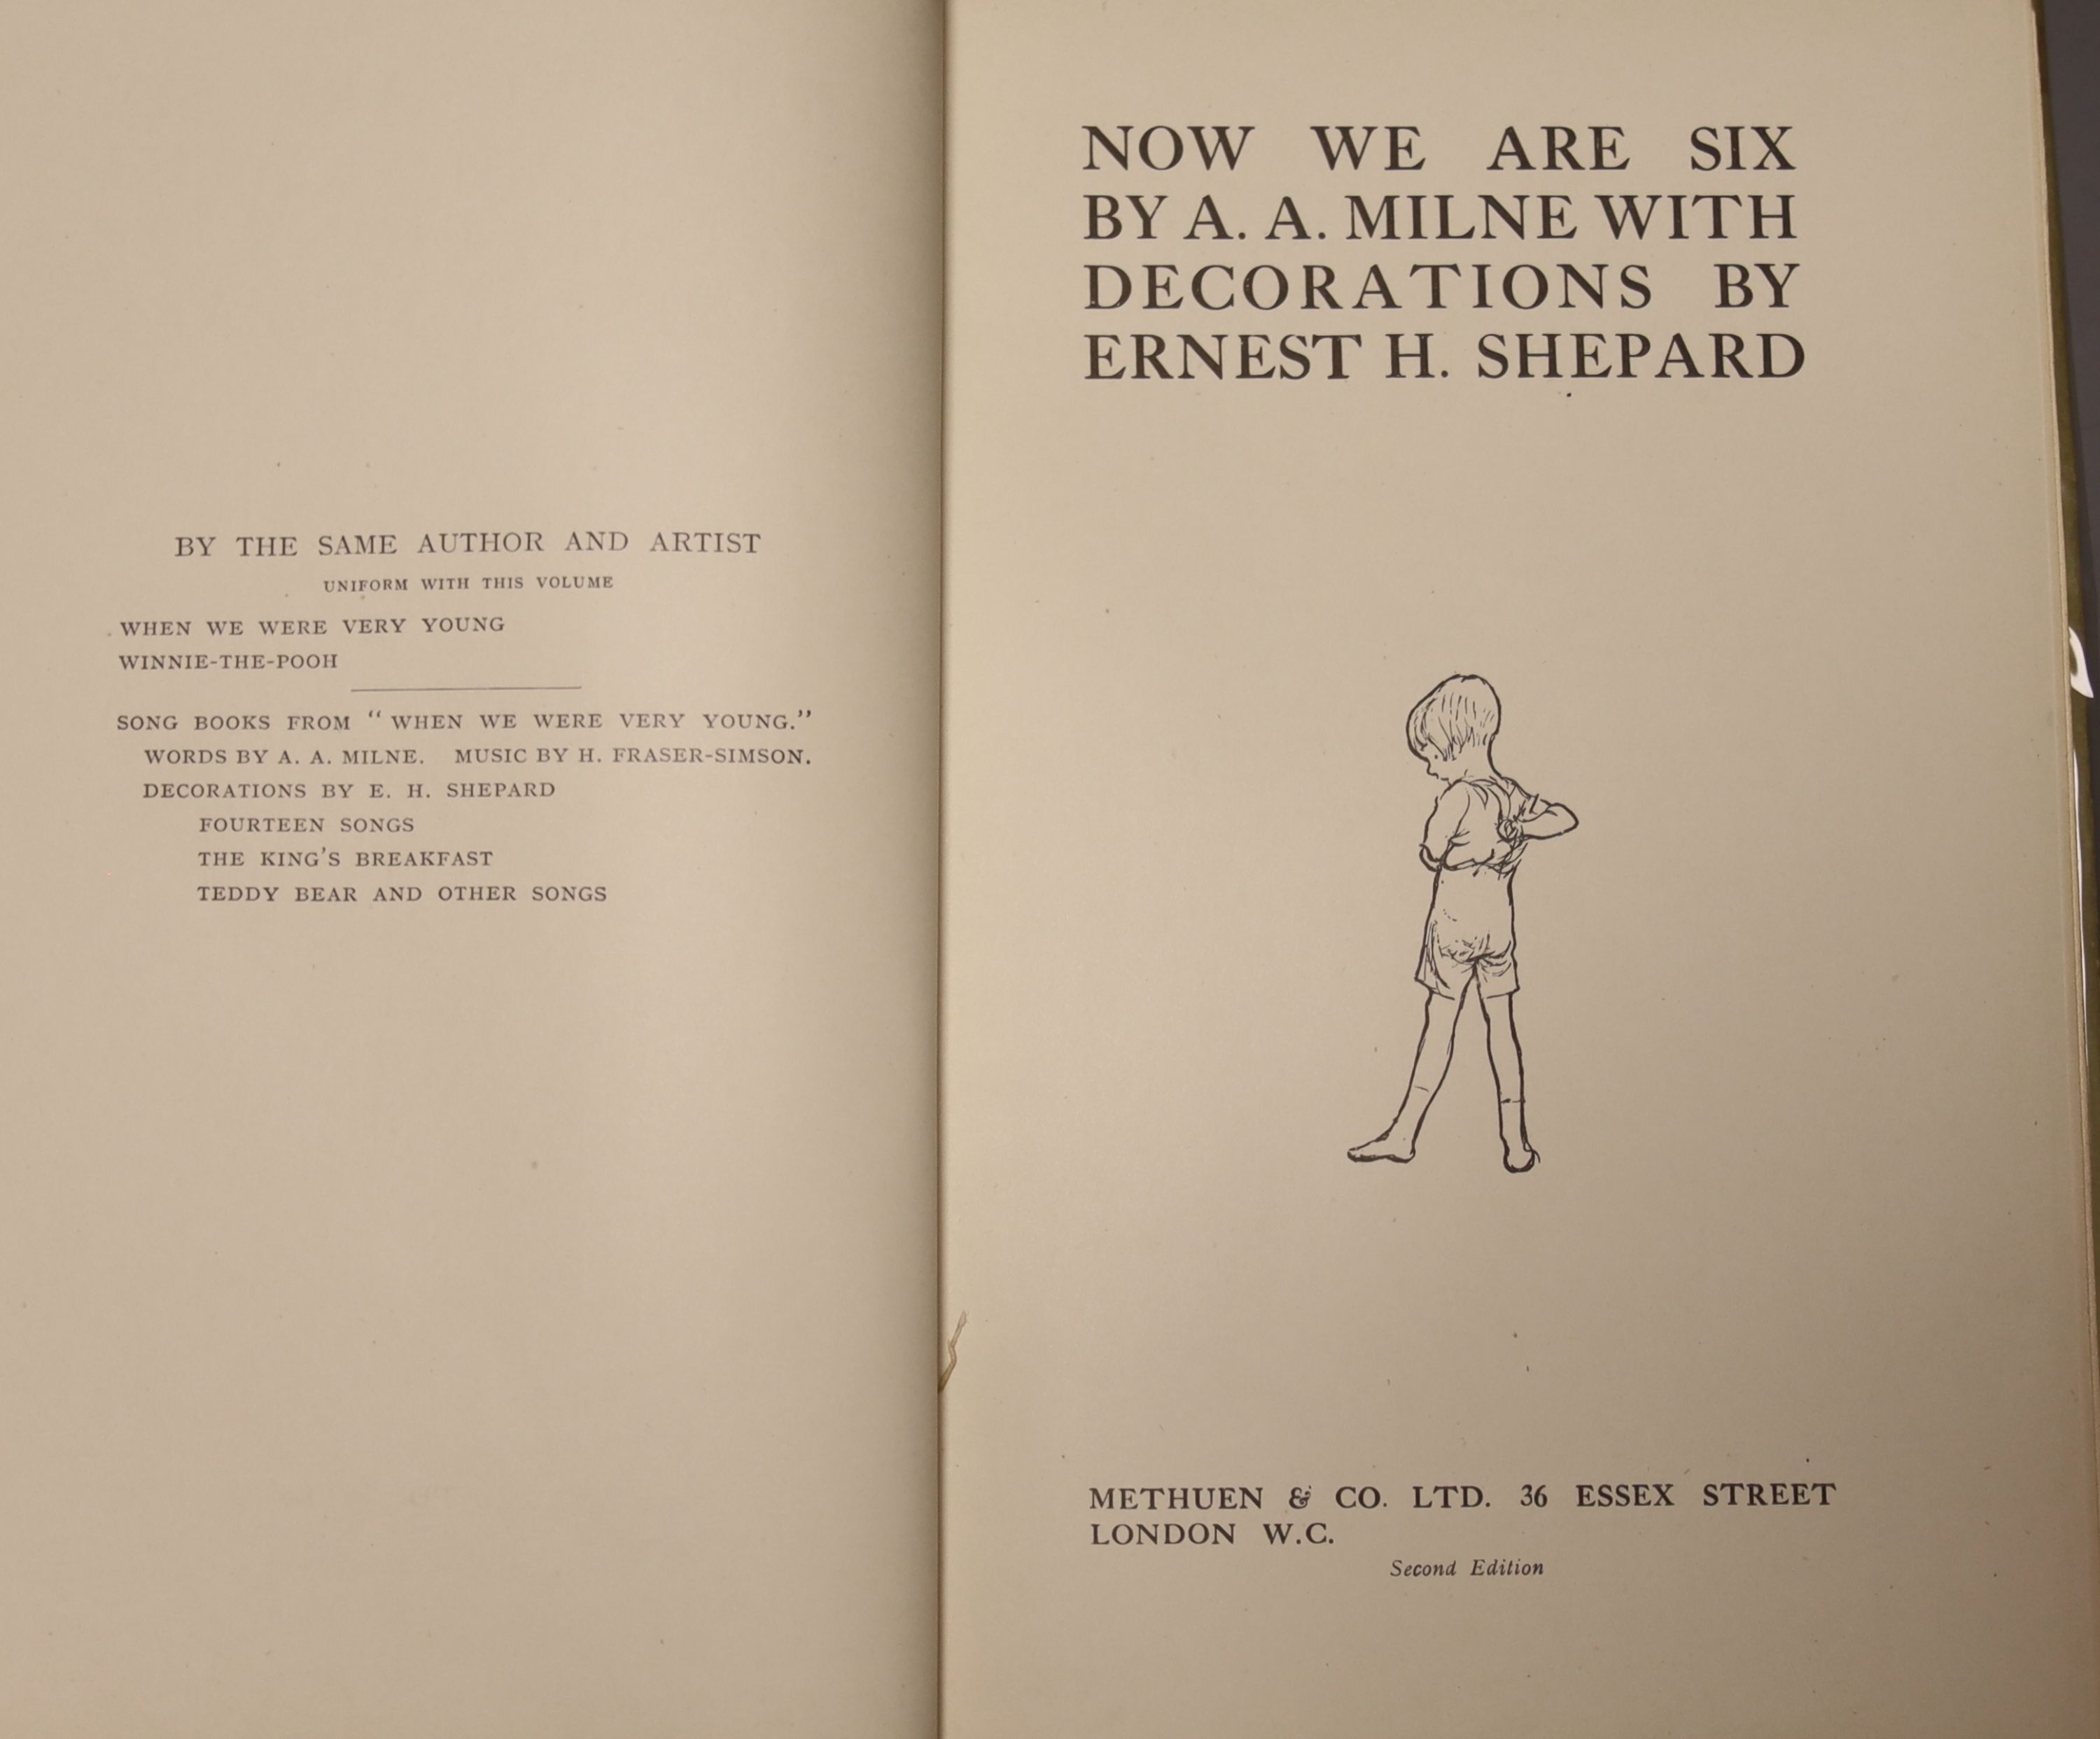 BY THE SAME AUTHOR AND ARTIST
UNIFORM WITH THIS VOLUME
WHEN WE WERE VERY YOUNG
WINNIE-THE-POOH
SONG BOOKS FROM “WHEN WE WERE VERY YOUNG.”
WORDS BY A. A. MILNE. MUSIC BY H. FRASER-SIMSON.
DECORATIONS BY E. H. SHEPARD
FOURTEEN SONGS
THE KING'S BREAKFAST
TEDDY BEAR AND OTHER SONGS
NOW WE ARE SIX
BY A. A. MILNE WITH
DECORATIONS BY
ERNEST H. SHEPARD
METHUEN & CO. LTD. 36 ESSEX STREET
LONDON W.C.
Second Edition